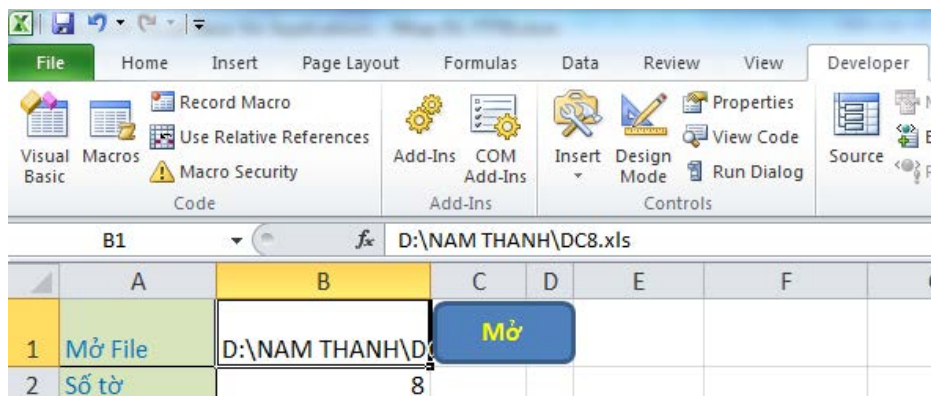 File Home Insert Page Layout Formulas Data Review View Developer
Visual Basic
Macros
Record Macro
Use Relative References
Macro Security
Code
Add-Ins
COM Add-Ins
Add-Ins
Insert
Design Mode
Properties
View Code
Run Dialog
Controls
Source
B1 fx D:\NAM THANH\DC8.xls
A B C D E F
1 Mở File D:\NAM THANH\D Mở
2 Số tờ 8